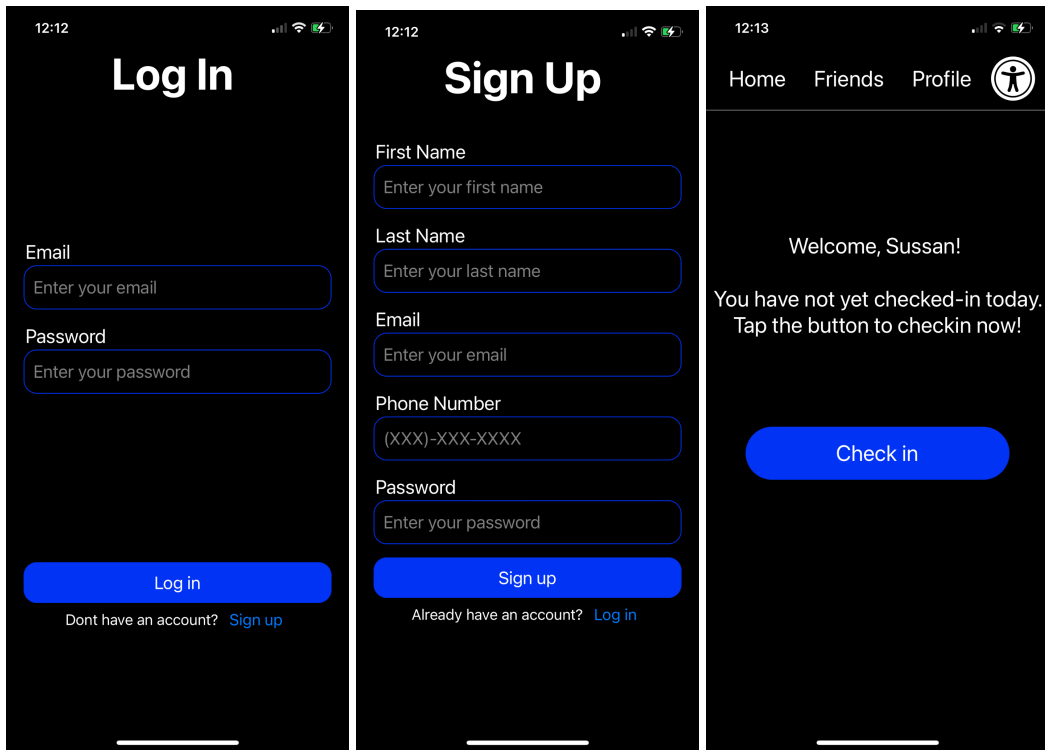 12:12
Log In
Email
Enter your email
Password
Enter your password
Log in
Dont have an account? Sign up
12:12
Sign Up
First Name
Enter your first name
Last Name
Enter your last name
Email
Enter your email
Phone Number
(XXX)-XXX-XXXX
Password
Enter your password
Sign up
Already have an account? Log in
12:13
Home Friends Profile
Welcome, Sussan!
You have not yet checked-in today.
Tap the button to checkin now!
Check in